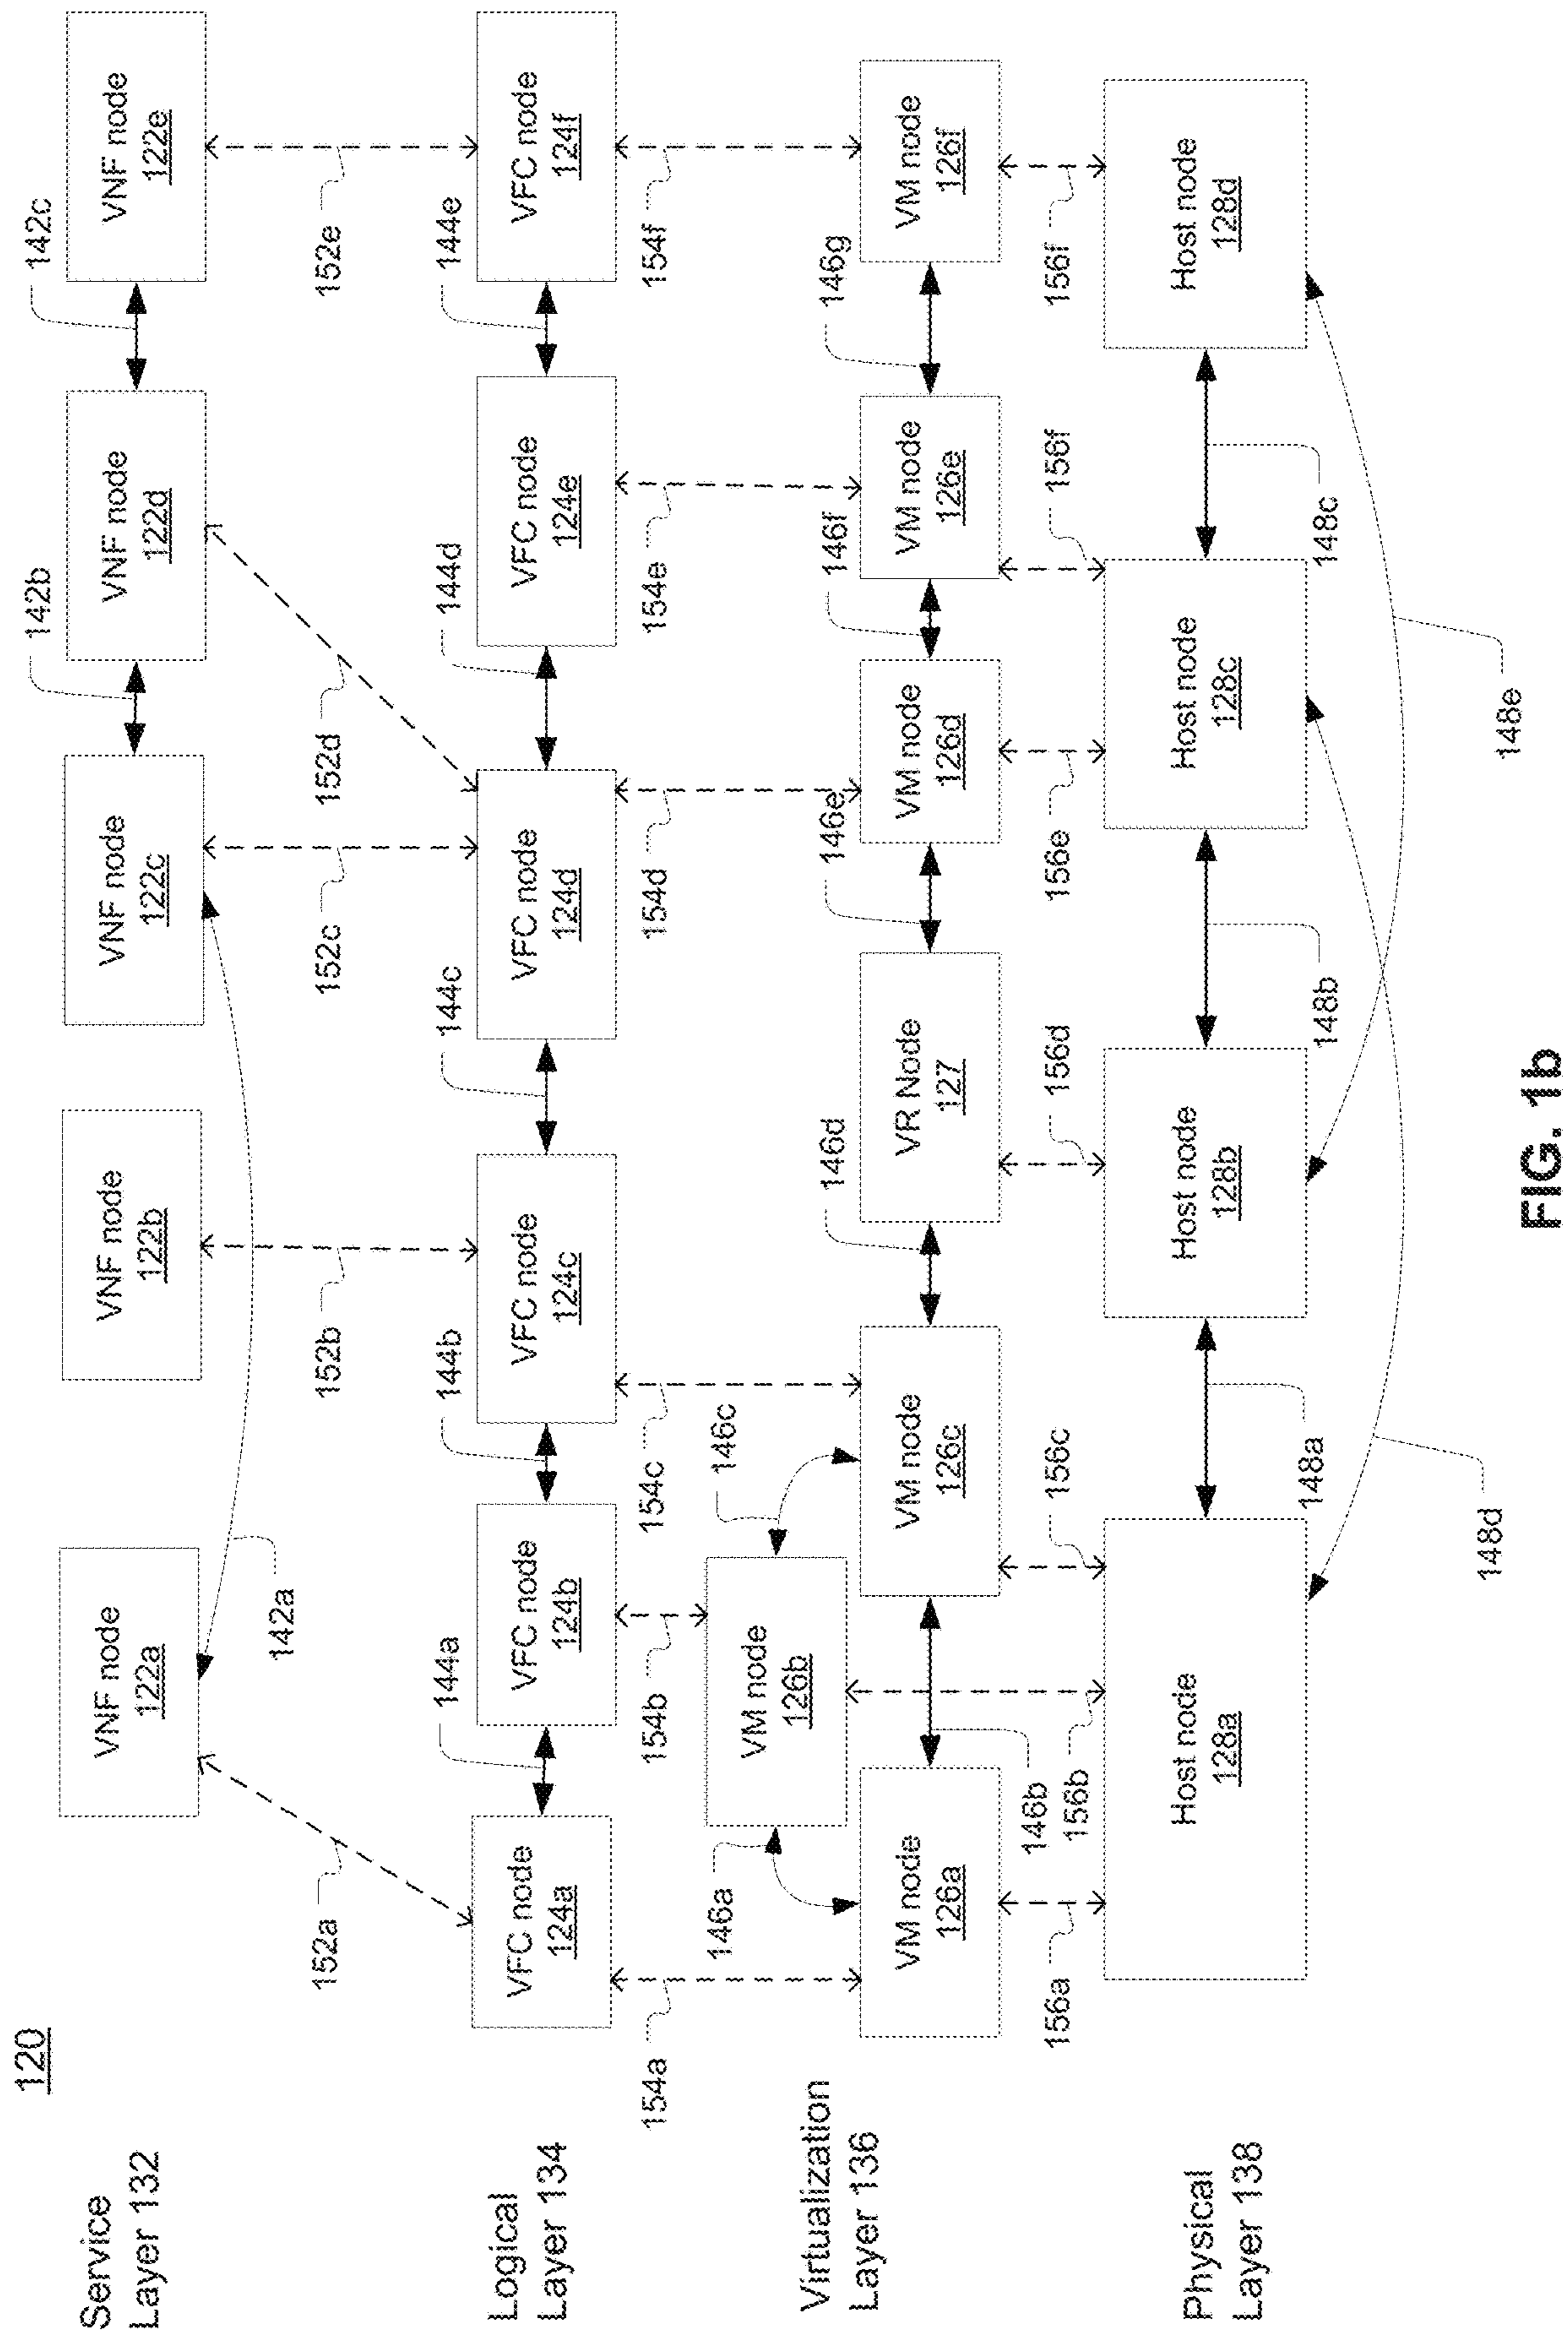 120
Service
Layer 132
VNF node
122a
VNF node
122b
VNF node
122c
VNF node
122d
VNF node
122e
142a
142b
142c
152a
152b
152c
152d
152e
Logical
Layer 134
VFC node
124a
VFC node
124b
VFC node
124c
VFC node
124d
VFC node
124e
VFC node
124f
144a
144b
144c
144d
144e
154a
154b
154c
154d
154e
154f
Virtualization
Layer 136
VM node
126a
VM node
126b
VM node
126c
VR Node
127
VM node
126d
VM node
126e
VM node
126f
146a
146b
146c
146d
146e
146f
146g
156a
156b
156c
156d
156e
156f
156f
Physical
Layer 138
Host node
128a
Host node
128b
Host node
128c
Host node
128d
148a
148b
148c
148d
148e
FIG. 1b